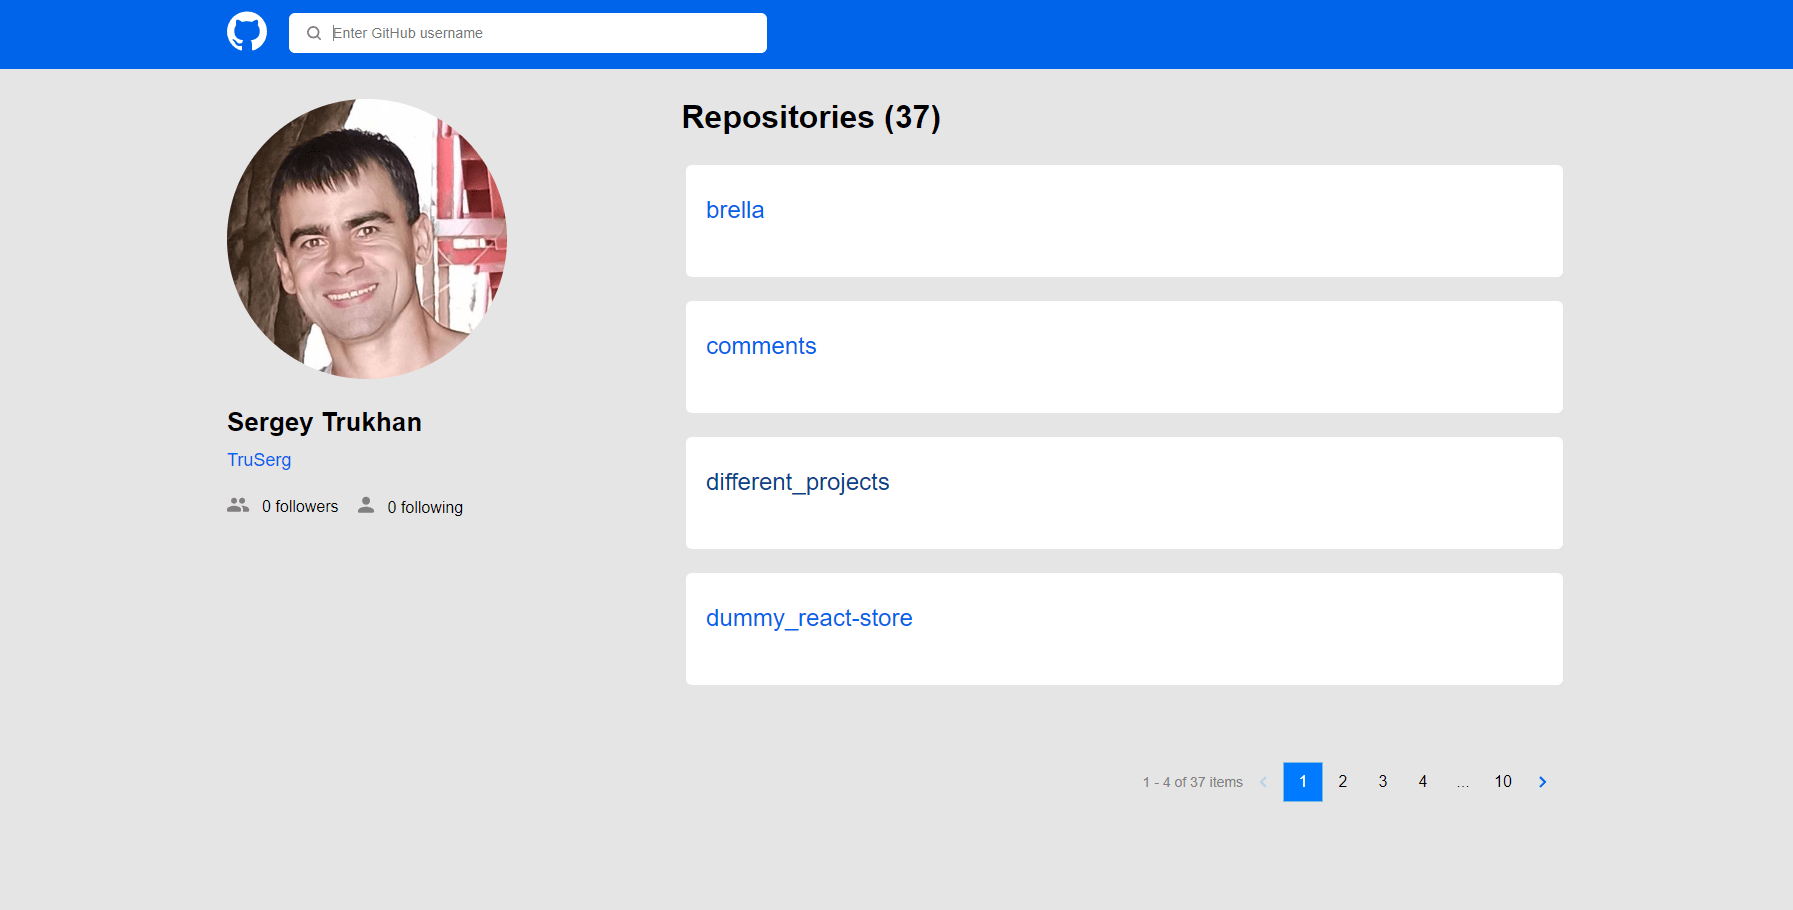 Enter GitHub username
Sergey Trukhan
TruSerg
0 followers 0 following
Repositories (37)
brella
comments
different_projects
dummy_react-store
1 - 4 of 37 items 1 2 3 4 ... 10